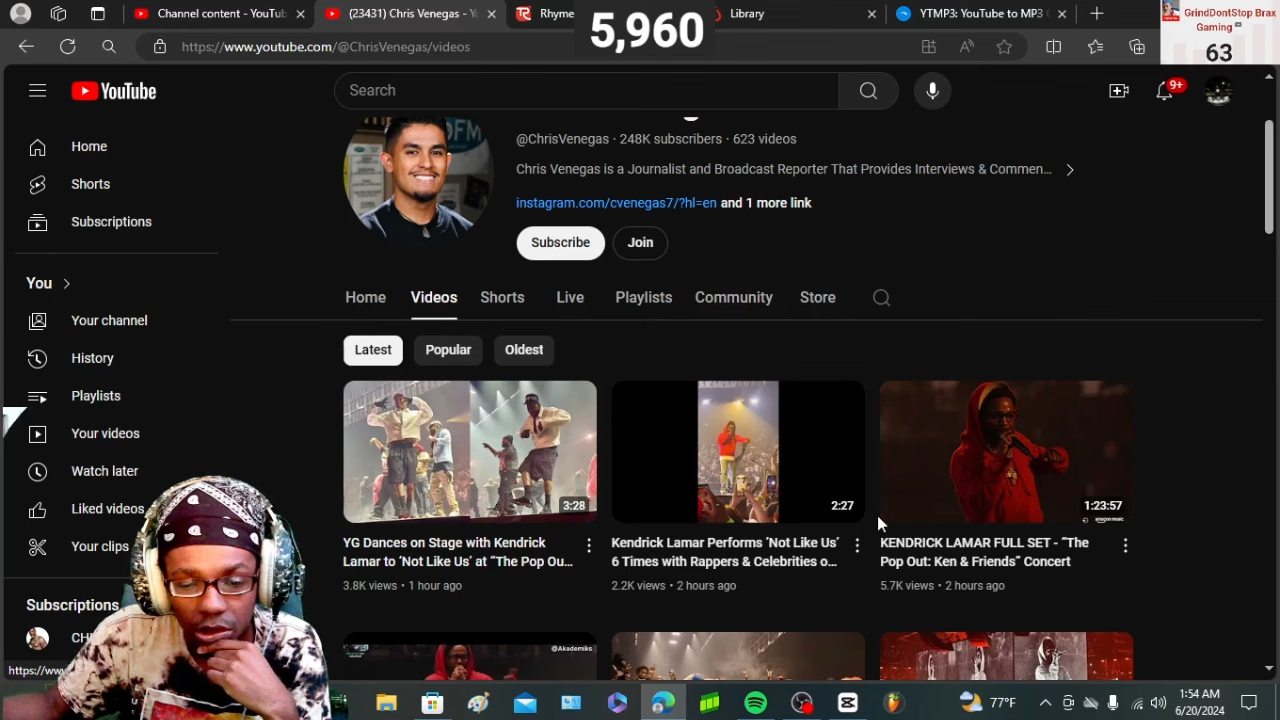 Channel content - YouTub
(23431) Chris Venegas - Y
Rhyme
Library
YTMP3: YouTube to MP3 C
5,960
GrindDontStop Brax
Gaming
63
https://www.youtube.com/@ChrisVenegas/videos
YouTube
Search
9+
Home
Shorts
Subscriptions
You
Your channel
History
Playlists
Your videos
Watch later
Liked videos
Your clips
Subscriptions
@ChrisVenegas · 248K subscribers · 623 videos
Chris Venegas is a Journalist and Broadcast Reporter That Provides Interviews & Commen...
instagram.com/cvenegas7/?hl=en and 1 more link
Subscribe
Join
Home
Videos
Shorts
Live
Playlists
Community
Store
Latest
Popular
Oldest
3:28
YG Dances on Stage with Kendrick
Lamar to ‘Not Like Us’ at “The Pop Ou...
3.8K views • 1 hour ago
2:27
Kendrick Lamar Performs ‘Not Like Us’
6 Times with Rappers & Celebrities o...
2.2K views • 2 hours ago
1:23:57
amazon music
KENDRICK LAMAR FULL SET - “The
Pop Out: Ken & Friends” Concert
5.7K views • 2 hours ago
@Akademiks
https://ww
77°F
1:54 AM
6/20/2024